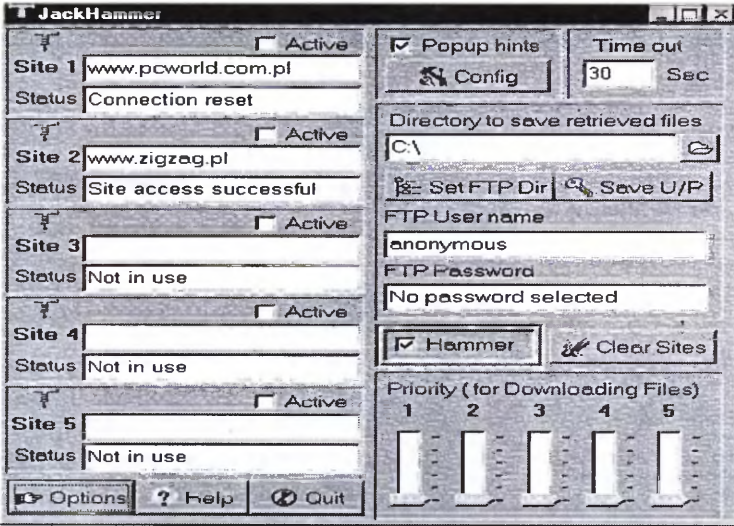 JackHammer
Active
Site 1 www.pcworld.com.pl
Status Connection reset
Active
Site 2 www.zigzag.pl
Status Site access successful
Active
Site 3
Status Not in use
Active
Site 4
Status Not in use
Active
Site 5
Status Not in use
Options ? Help Quit
Popup hints
Config
Time out
30 Sec
Directory to save retrieved files
C:\
Set FTP Dir Save U/P
FTP User name
anonymous
FTP Password
No password selected
Hammer Clear Sites
Priority ( for Downloading Files)
1 2 3 4 5